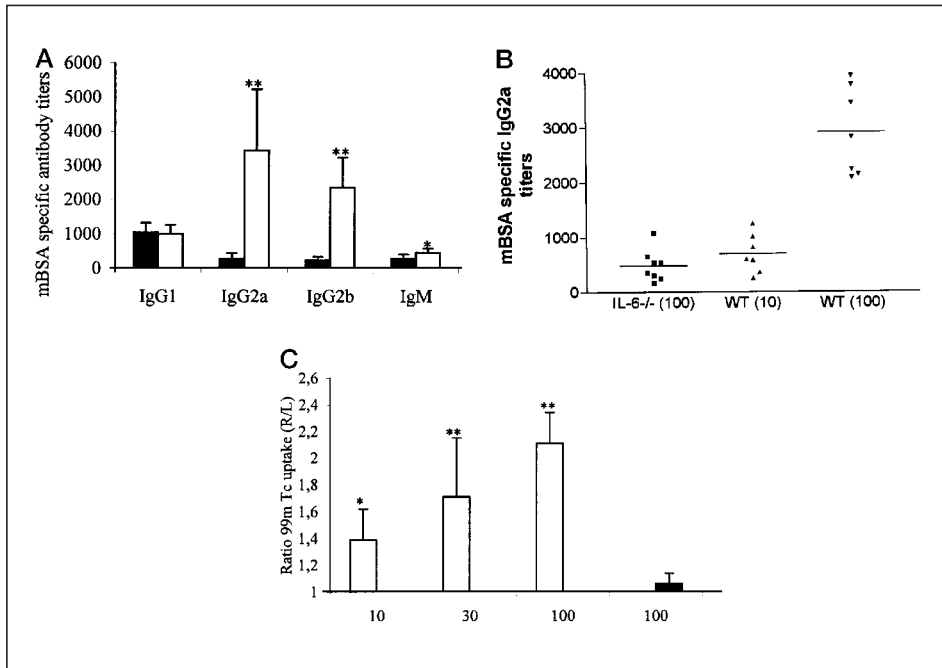 A
mBSA specific antibody titers
6000
5000
4000
3000
2000
1000
0
**
**
*
IgG1 IgG2a IgG2b IgM
B
mBSA specific IgG2a
titers
4000
3000
2000
1000
0
IL-6-/- (100) WT (10) WT (100)
C
Ratio 99m Tc uptake (R/L)
2,6
2,4
2,2
2
1,8
1,6
1,4
1,2
1
*
**
**
10 30 100 100